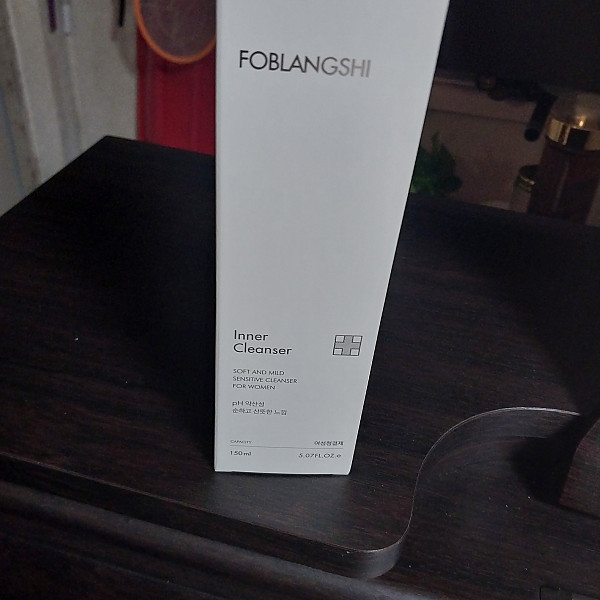 FOBLANGSHI
Inner
Cleanser
SOFT AND MILD
SENSITIVE CLEANSER
FOR WOMEN
pH 약산성
순하고 산뜻한 느낌
CAPACITY
여성청결제
150ml
5.07FL.OZ.e